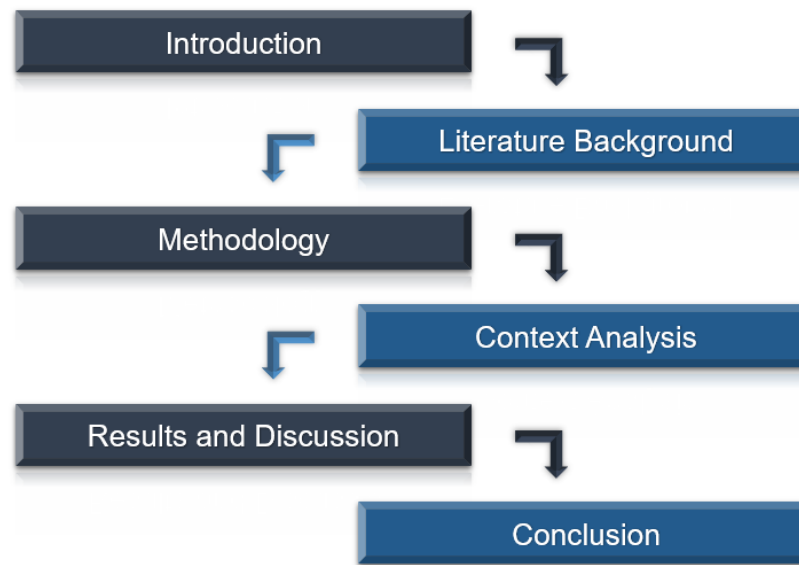 Introduction
Literature Background
Methodology
Context Analysis
Results and Discussion
Conclusion